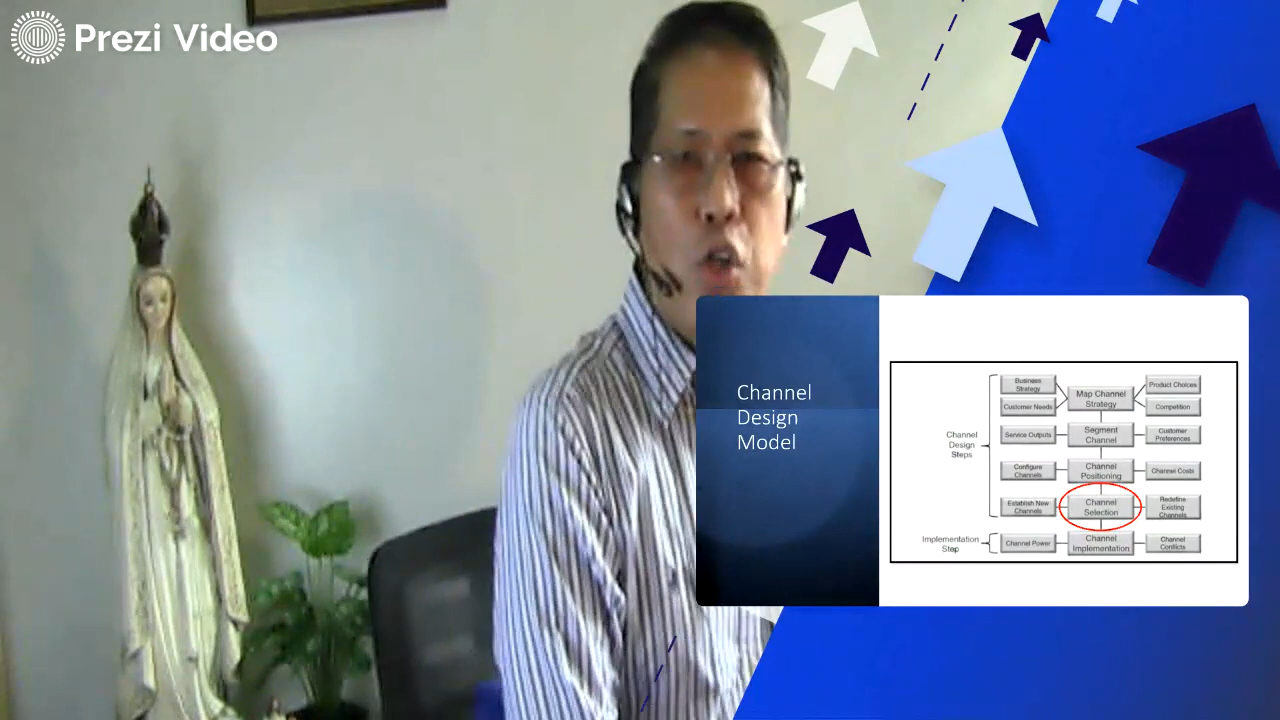 Prezi Video
Channel
Design
Model
Business
Strategy
Map Channel
Strategy
Product Choices
Customer Needs
Competition
Channel
Design
Steps
Service Outputs
Segment
Channel
Customer
Preferences
Configure
Channels
Channel
Positioning
Channel Costs
Establish New
Channels
Channel
Selection
Redefine
Existing
Channels
Implementation
Step
Channel Power
Channel
Implementation
Channel
Conflicts